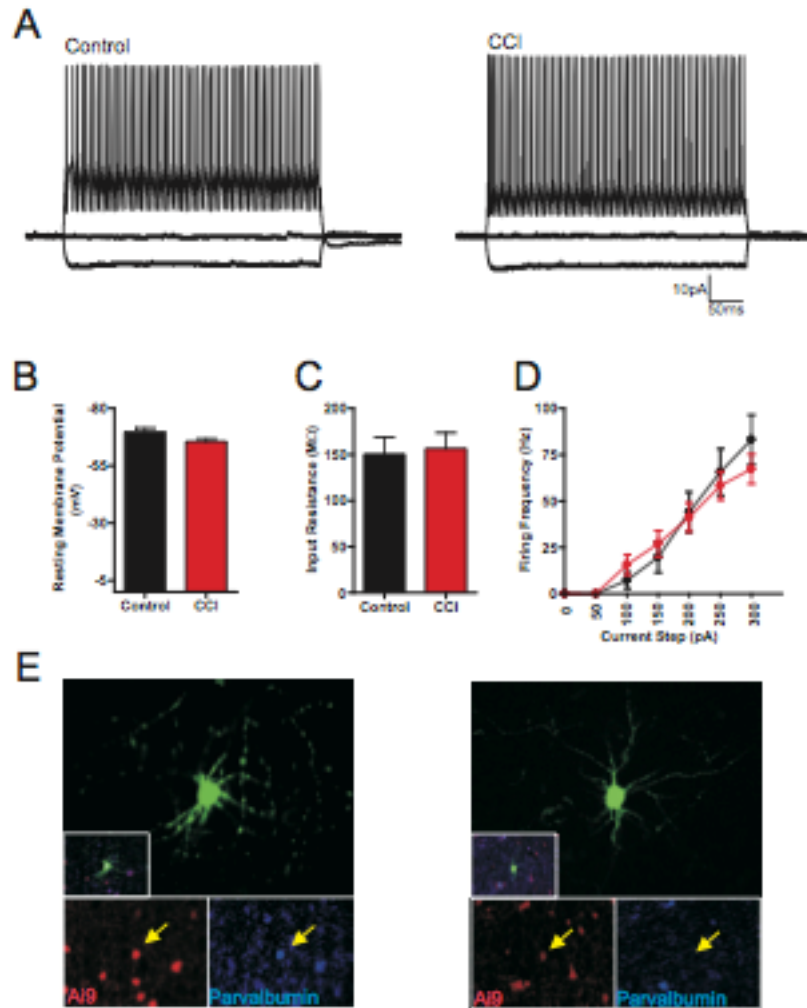 A
Control
CCI
10pA
50ms
B
C
D
Resting Membrane Potential
(mV)
-80
-55
-30
-5
Control
CCI
Input Resistance (MΩ)
200
150
100
50
0
Control
CCI
Firing Frequency (Hz)
100
75
50
25
0
0
50
100
150
200
250
300
Current Step (pA)
E
Ai9
Parvalbumin
Ai9
Parvalbumin